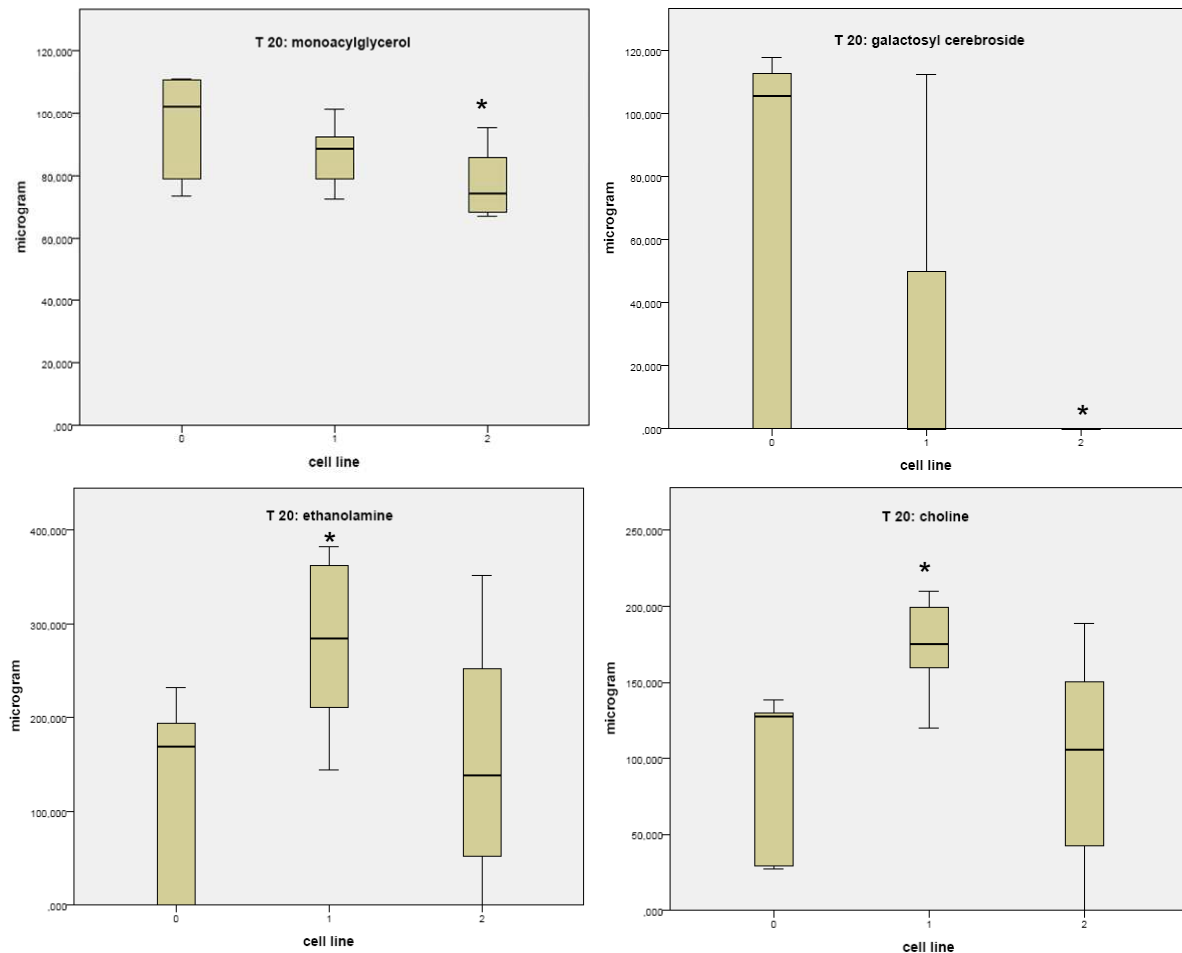 T 20: monoacylglycerol
120,000
100,000
80,000
60,000
40,000
20,000
,000
microgram
0 1 2
cell line
*
T 20: galactosyl cerebroside
120,000
100,000
80,000
60,000
40,000
20,000
,000
microgram
0 1 2
cell line
*
T 20: ethanolamine
400,000
300,000
200,000
100,000
,000
microgram
0 1 2
cell line
*
T 20: choline
250,000
200,000
150,000
100,000
50,000
,000
microgram
0 1 2
cell line
*